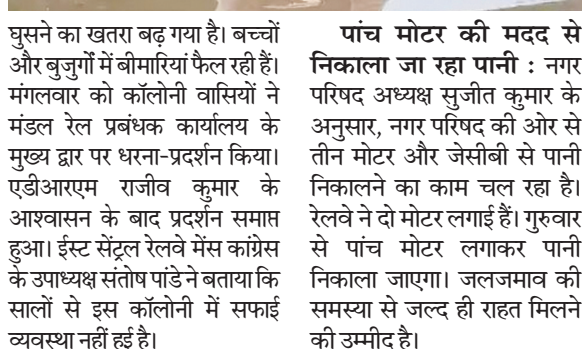 घुसने का खतरा बढ़ गया है। बच्चों
और बुजुर्गों में बीमारियां फैल रही हैं।
मंगलवार को कॉलोनी वासियों ने
मंडल रेल प्रबंधक कार्यालय के
मुख्य द्वार पर धरना-प्रदर्शन किया।
एडीआरएम राजीव कुमार के
आश्वासन के बाद प्रदर्शन समाप्त
हुआ। ईस्ट सेंट्रल रेलवे मेंस कांग्रेस
के उपाध्यक्ष संतोष पांडे ने बताया कि
सालों से इस कॉलोनी में सफाई
व्यवस्था नहीं हुई है।
पांच मोटर की मदद से
निकाला जा रहा पानी : नगर
परिषद अध्यक्ष सुजीत कुमार के
अनुसार, नगर परिषद की ओर से
तीन मोटर और जेसीबी से पानी
निकालने का काम चल रहा है।
रेलवे ने दो मोटर लगाई हैं। गुरुवार
से पांच मोटर लगाकर पानी
निकाला जाएगा। जलजमाव की
समस्या से जल्द ही राहत मिलने
की उम्मीद है।